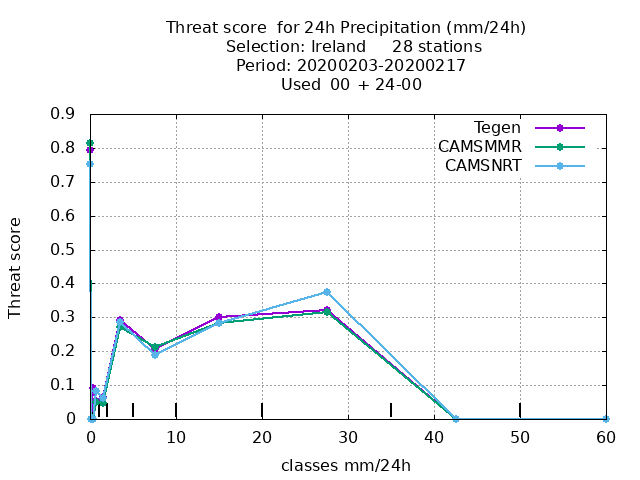 Threat score  for 24h Precipitation (mm/24h)
Selection: Ireland     28 stations
Period: 20200203-20200217
Used  00 + 24-00
Tegen
CAMSMMR
CAMSNRT
0.9
0.8
0.7
0.6
0.5
0.4
0.3
0.2
0.1
0
Threat score
0 10 20 30 40 50 60
classes mm/24h